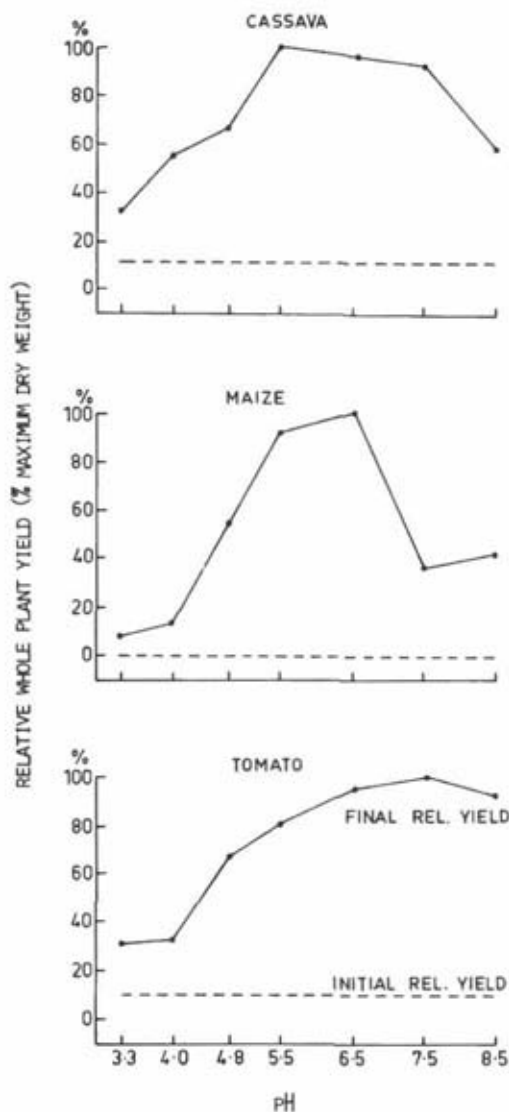 CASSAVA
%
100
80
60
40
20
0
MAIZE
%
100
80
60
40
20
0
TOMATO
%
100
80
60
40
20
0
FINAL REL. YIELD
INITIAL REL. YIELD
3·3 4·0 4·8 5·5 6·5 7·5 8·5
pH
RELATIVE WHOLE PLANT YIELD (% MAXIMUM DRY WEIGHT)